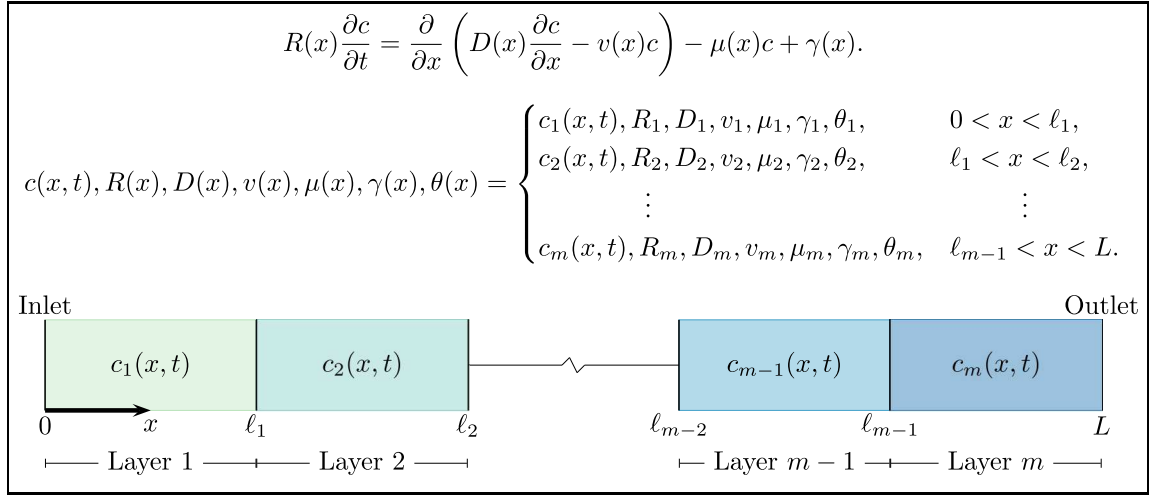 R(x) ∂c/∂t = ∂/∂x ( D(x) ∂c/∂x − v(x)c ) − μ(x)c + γ(x).
c(x, t), R(x), D(x), v(x), μ(x), γ(x), θ(x) = {
c₁(x, t), R₁, D₁, v₁, μ₁, γ₁, θ₁, 0 < x < ℓ₁,
c₂(x, t), R₂, D₂, v₂, μ₂, γ₂, θ₂, ℓ₁ < x < ℓ₂,
⋮ ⋮
cₘ(x, t), Rₘ, Dₘ, vₘ, μₘ, γₘ, θₘ, ℓₘ₋₁ < x < L.
Inlet Outlet
c₁(x, t) c₂(x, t) cₘ₋₁(x, t) cₘ(x, t)
0 x ℓ₁ ℓ₂ ℓₘ₋₂ ℓₘ₋₁ L
Layer 1 Layer 2 Layer m − 1 Layer m